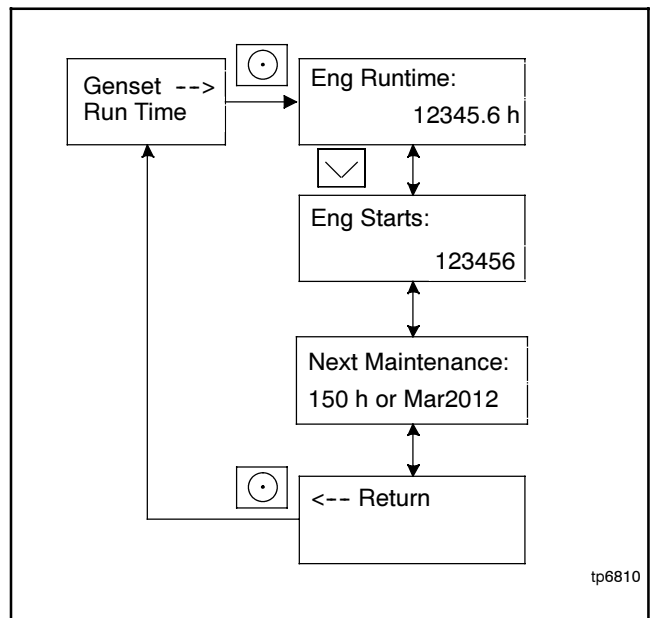 Genset -->
Run Time
Eng Runtime:
12345.6 h
Eng Starts:
123456
Next Maintenance:
150 h or Mar2012
<-- Return
tp6810